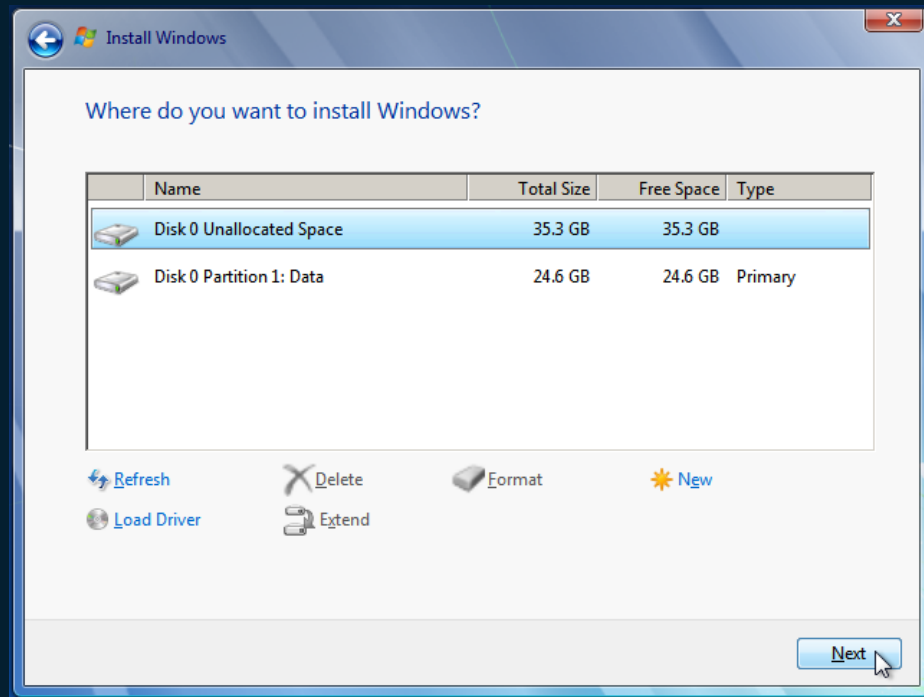 Install Windows
Where do you want to install Windows?
Name Total Size Free Space Type
Disk 0 Unallocated Space 35.3 GB 35.3 GB
Disk 0 Partition 1: Data 24.6 GB 24.6 GB Primary
Refresh Delete Format New
Load Driver Extend
Next